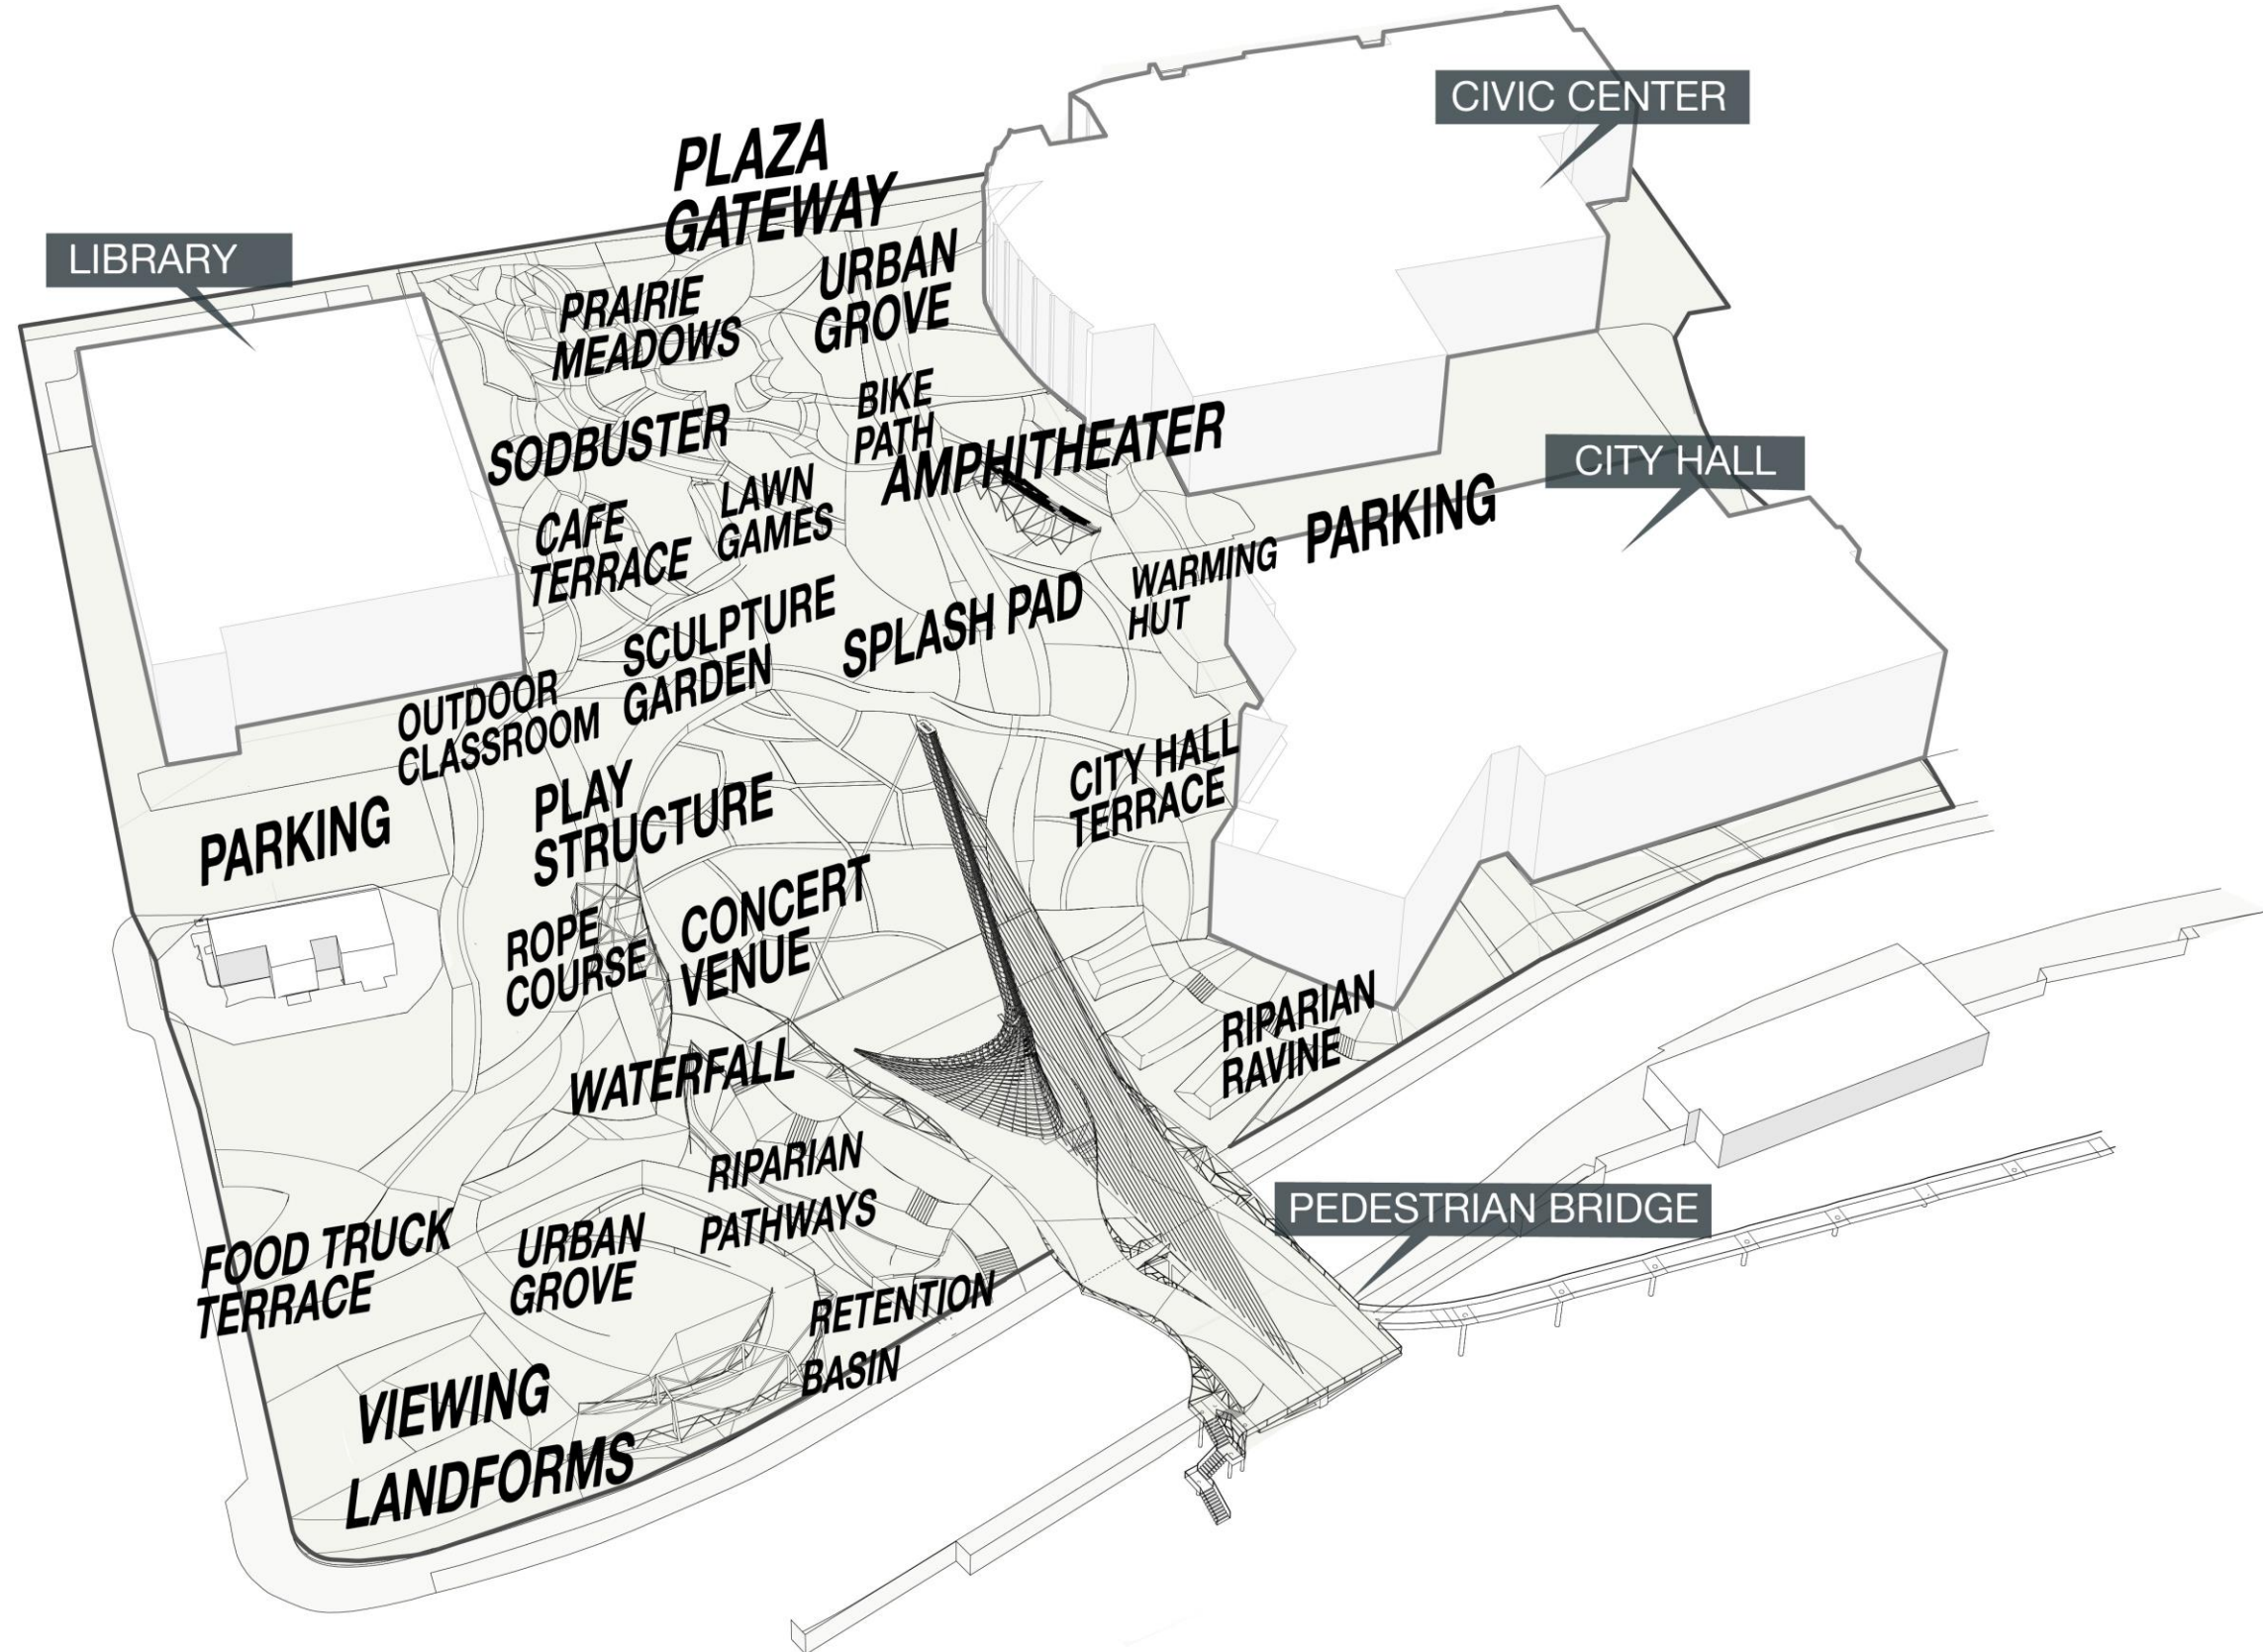 CIVIC CENTER
PLAZA
GATEWAY
LIBRARY
URBAN
GROVE
PRAIRIE
MEADOWS
BIKE
PATH
SODBUSTER
AMPHITHEATER
CITY HALL
LAWN
GAMES
CAFE
TERRACE
PARKING
WARMING
HUT
SCULPTURE
GARDEN
SPLASH PAD
OUTDOOR
CLASSROOM
CITY HALL
TERRACE
PLAY
STRUCTURE
PARKING
CONCERT
VENUE
ROPE
COURSE
RIPARIAN
RAVINE
WATERFALL
RIPARIAN
PATHWAYS
PEDESTRIAN BRIDGE
FOOD TRUCK
TERRACE
URBAN
GROVE
RETENTION
BASIN
VIEWING
LANDFORMS